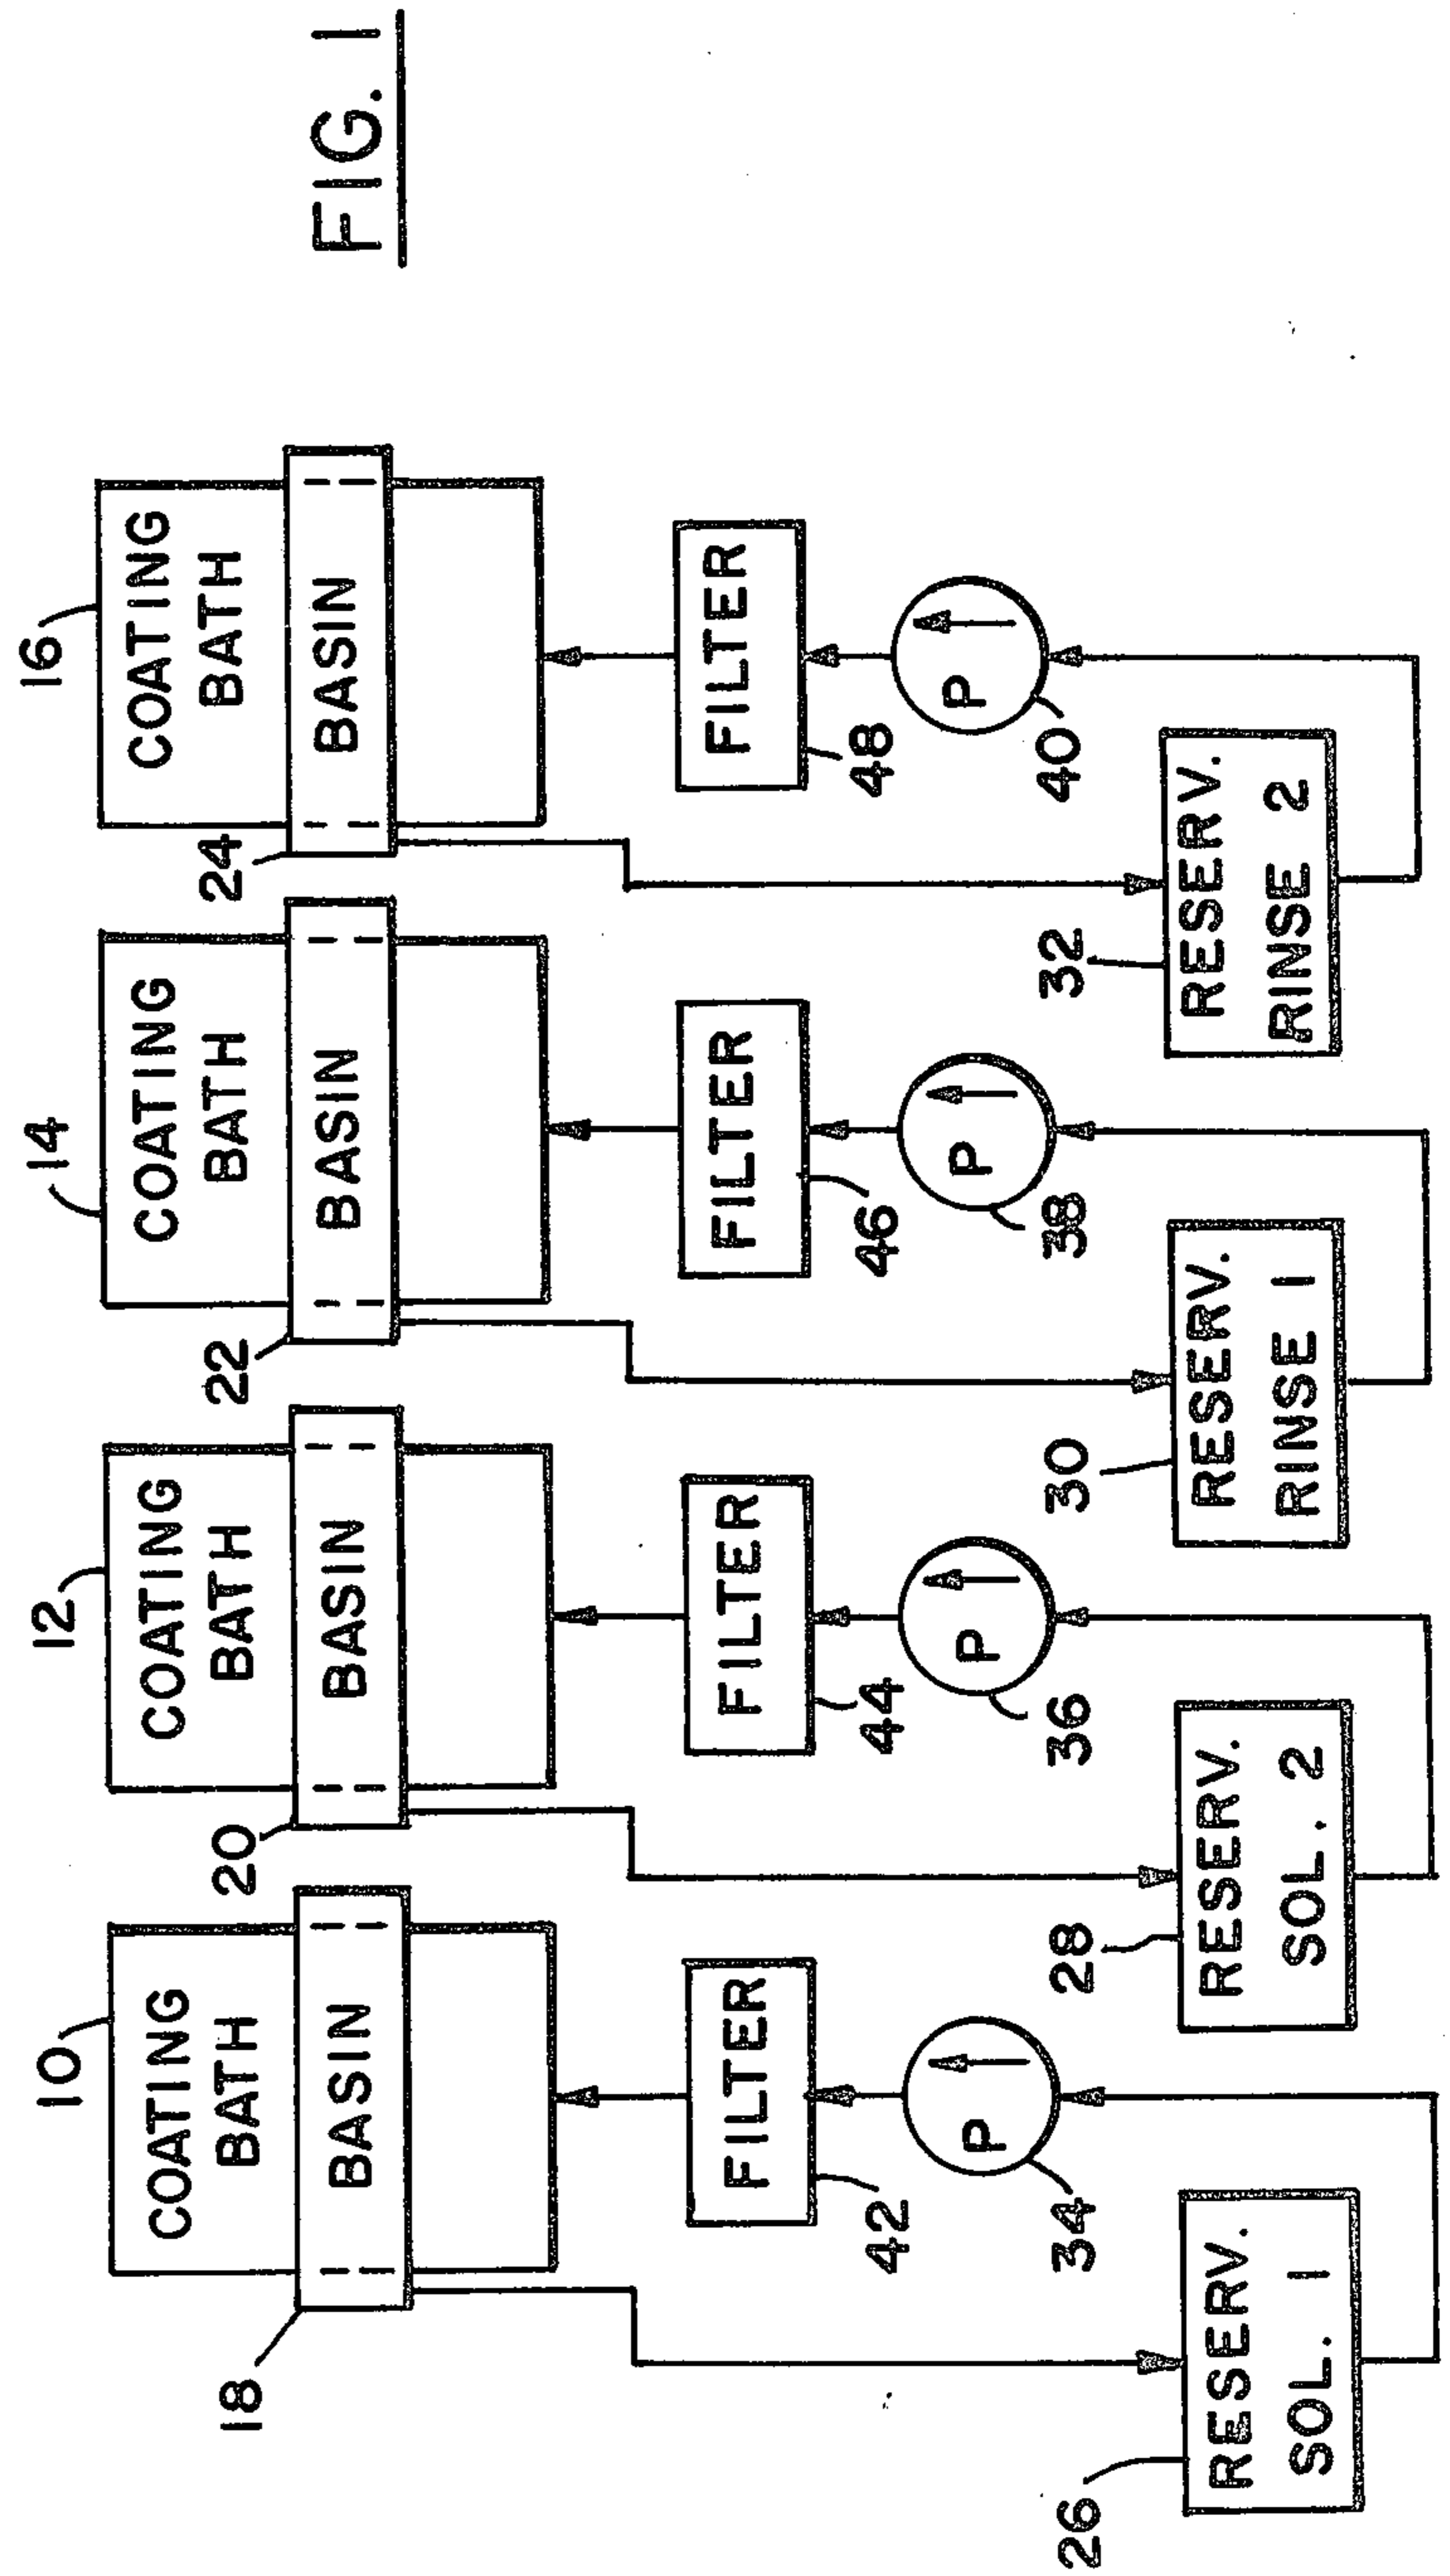 FIG. 1
10
COATING
BATH
BASIN
18
FILTER
42
P
34
RESERV.
SOL. 1
26
12
COATING
BATH
BASIN
20
FILTER
44
P
36
RESERV.
SOL. 2
28
14
COATING
BATH
BASIN
22
FILTER
46
P
38
RESERV.
RINSE 1
30
16
COATING
BATH
BASIN
24
FILTER
48
P
40
RESERV.
RINSE 2
32